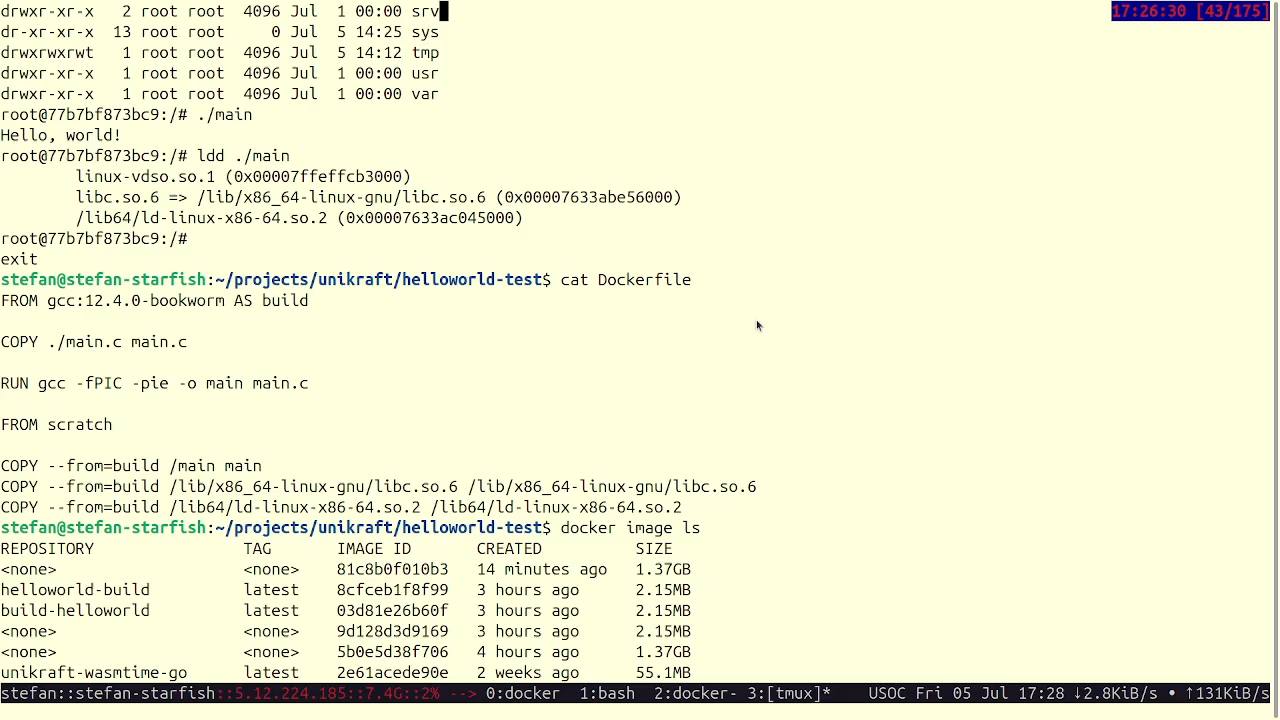 drwxr-xr-x   2 root root  4096 Jul  1 00:00 srv 17:26:30 [43/175]
dr-xr-xr-x  13 root root     0 Jul  5 14:25 sys
drwxrwxrwt   1 root root  4096 Jul  5 14:12 tmp
drwxr-xr-x   1 root root  4096 Jul  1 00:00 usr
drwxr-xr-x   1 root root  4096 Jul  1 00:00 var
root@77b7bf873bc9:/# ./main
Hello, world!
root@77b7bf873bc9:/# ldd ./main
        linux-vdso.so.1 (0x00007ffeffcb3000)
        libc.so.6 => /lib/x86_64-linux-gnu/libc.so.6 (0x00007633abe56000)
        /lib64/ld-linux-x86-64.so.2 (0x00007633ac045000)
root@77b7bf873bc9:/#
exit
stefan@stefan-starfish:~/projects/unikraft/helloworld-test$ cat Dockerfile
FROM gcc:12.4.0-bookworm AS build
COPY ./main.c main.c
RUN gcc -fPIC -pie -o main main.c
FROM scratch
COPY --from=build /main main
COPY --from=build /lib/x86_64-linux-gnu/libc.so.6 /lib/x86_64-linux-gnu/libc.so.6
COPY --from=build /lib64/ld-linux-x86-64.so.2 /lib64/ld-linux-x86-64.so.2
stefan@stefan-starfish:~/projects/unikraft/helloworld-test$ docker image ls
REPOSITORY                TAG       IMAGE ID       CREATED          SIZE
<none>                    <none>    81c8b0f010b3   14 minutes ago   1.37GB
helloworld-build          latest    8cfceb1f8f99   3 hours ago      2.15MB
build-helloworld          latest    03d81e26b60f   3 hours ago      2.15MB
<none>                    <none>    9d128d3d9169   3 hours ago      2.15MB
<none>                    <none>    5b0e5d38f706   4 hours ago      1.37GB
unikraft-wasmtime-go      latest    2e61acede90e   2 weeks ago      55.1MB
stefan::stefan-starfish::5.12.224.185::7.4G::2% --> 0:docker  1:bash  2:docker- 3:[tmux]*    USOC Fri 05 Jul 17:28 ↓2.8KiB/s • ↑131KiB/s